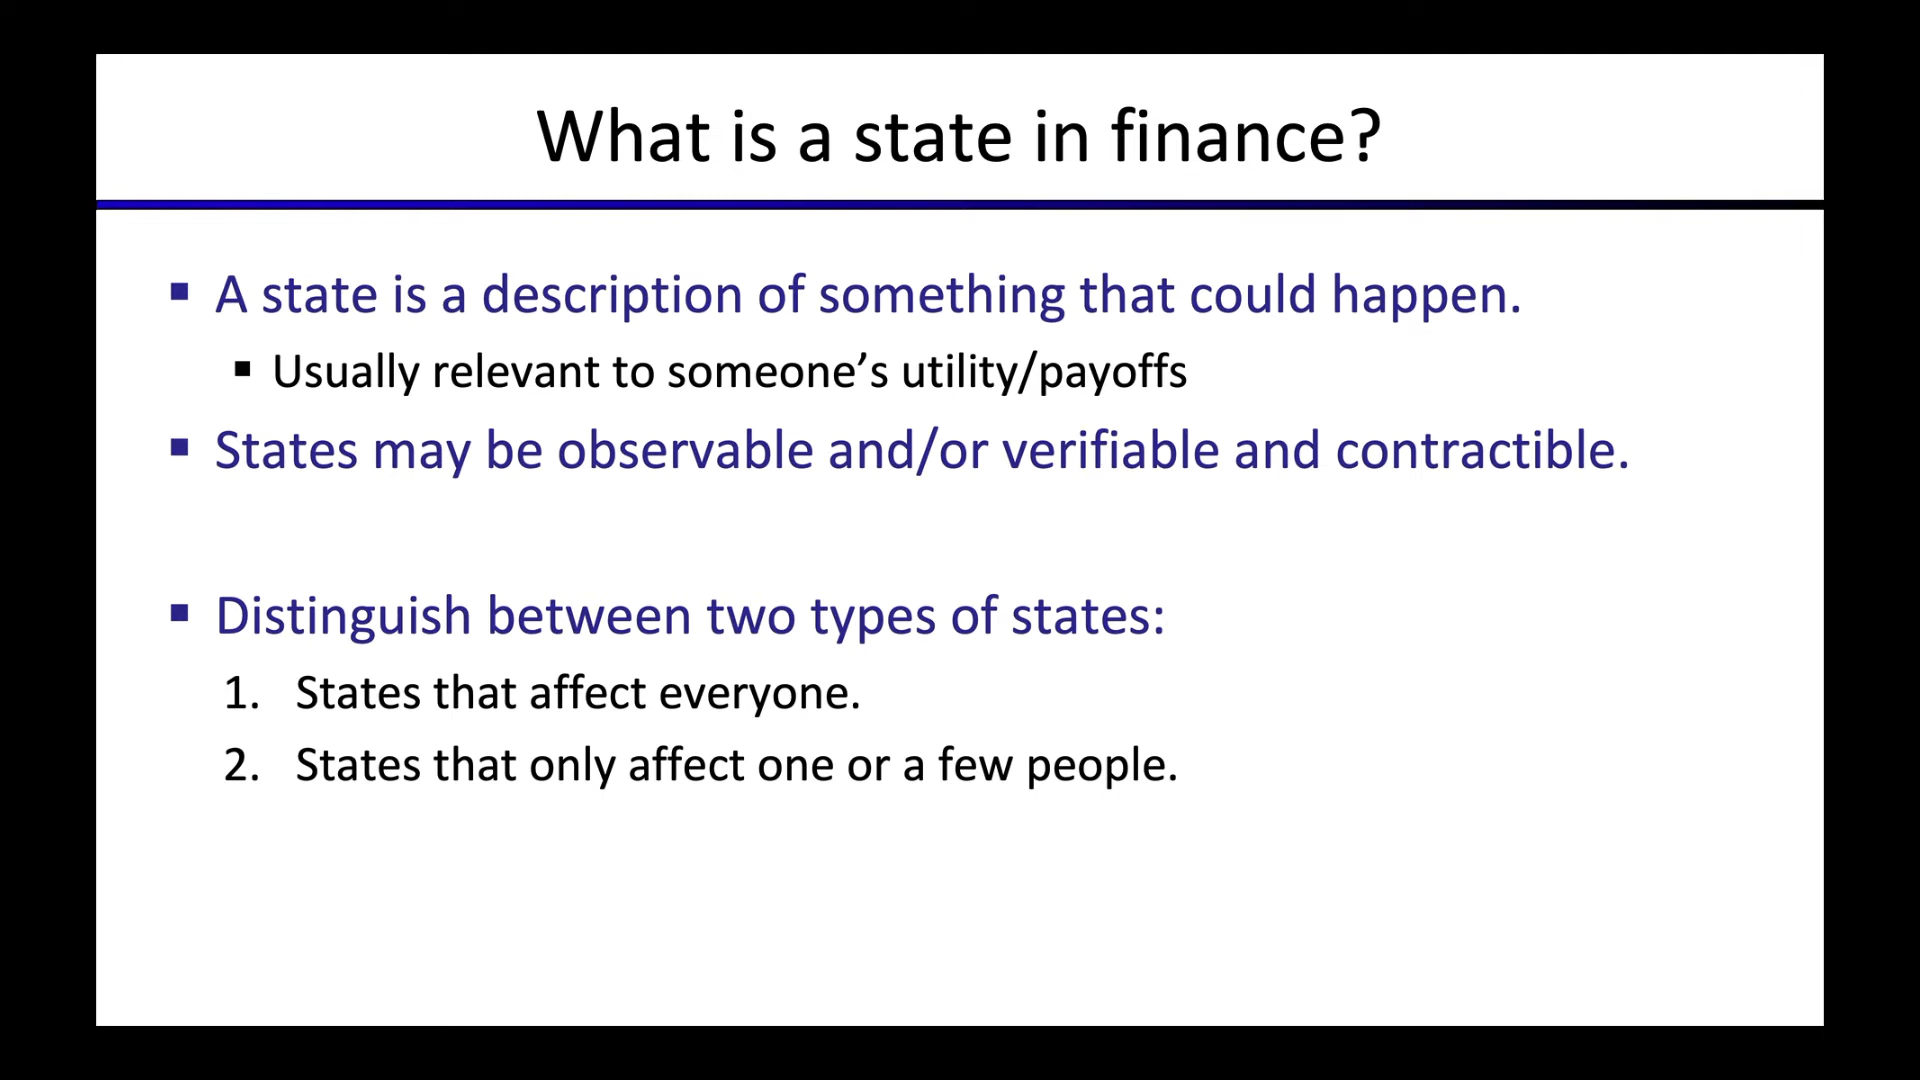 What is a state in finance?
▪ A state is a description of something that could happen.
▪ Usually relevant to someone’s utility/payoffs
▪ States may be observable and/or verifiable and contractible.
▪ Distinguish between two types of states:
1. States that affect everyone.
2. States that only affect one or a few people.